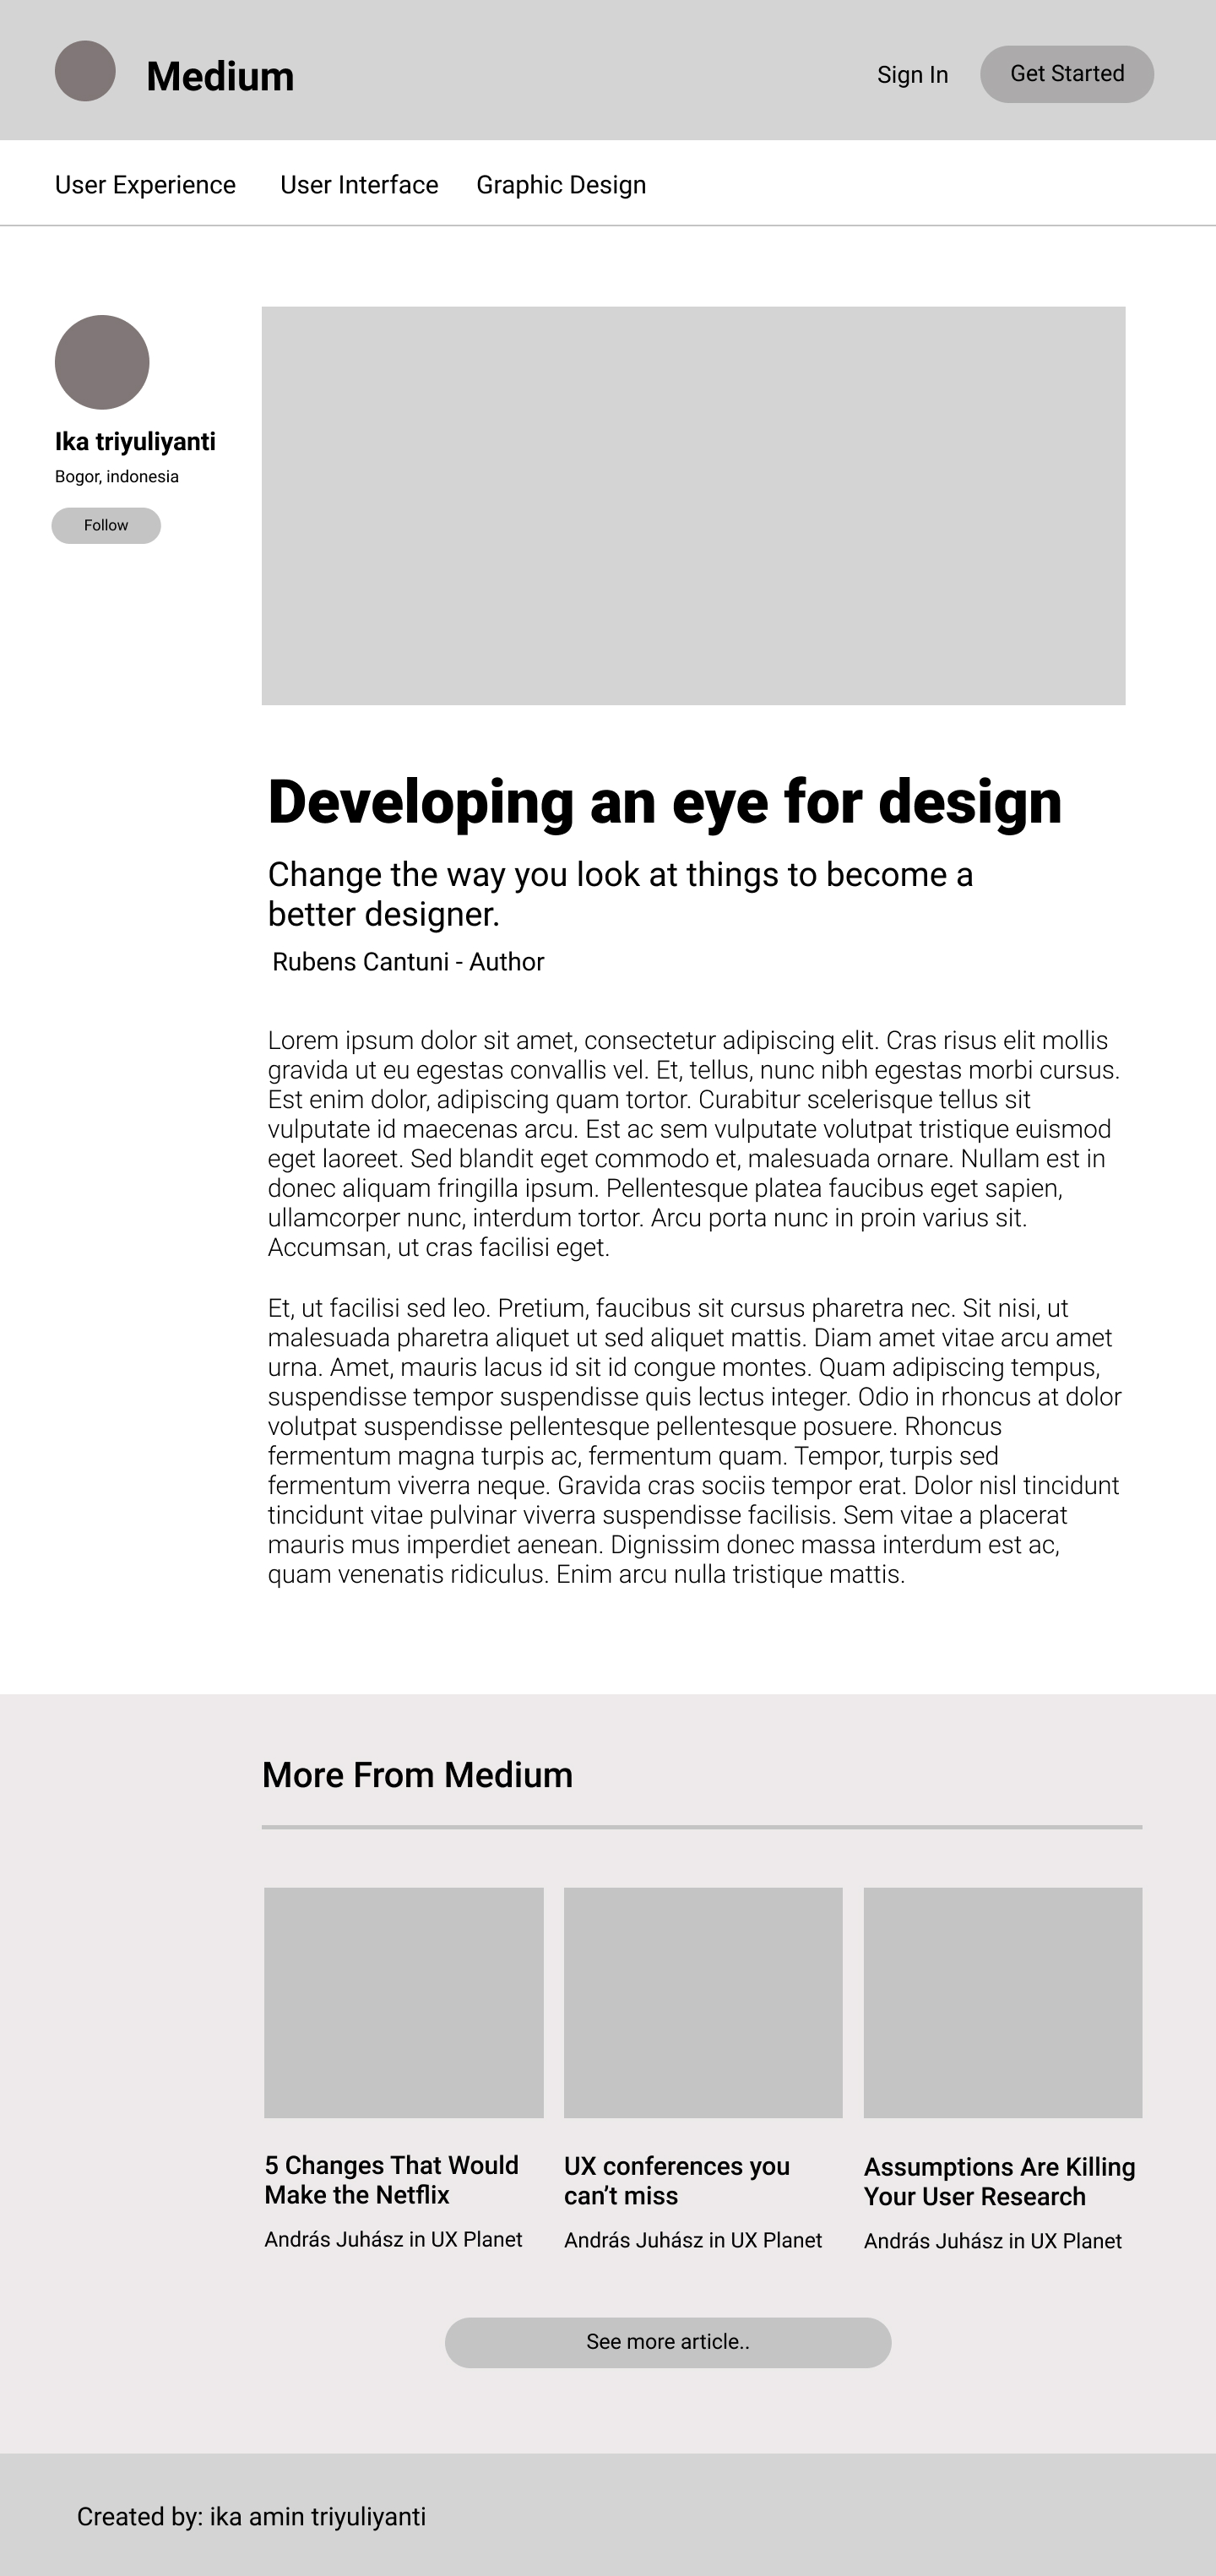 Medium
Sign In
Get Started
User Experience
User Interface
Graphic Design
Ika triyuliyanti
Bogor, indonesia
Follow
Developing an eye for design
Change the way you look at things to become a
better designer.
Rubens Cantuni - Author
Lorem ipsum dolor sit amet, consectetur adipiscing elit. Cras risus elit mollis
gravida ut eu egestas convallis vel. Et, tellus, nunc nibh egestas morbi cursus.
Est enim dolor, adipiscing quam tortor. Curabitur scelerisque tellus sit
vulputate id maecenas arcu. Est ac sem vulputate volutpat tristique euismod
eget laoreet. Sed blandit eget commodo et, malesuada ornare. Nullam est in
donec aliquam fringilla ipsum. Pellentesque platea faucibus eget sapien,
ullamcorper nunc, interdum tortor. Arcu porta nunc in proin varius sit.
Accumsan, ut cras facilisi eget.
Et, ut facilisi sed leo. Pretium, faucibus sit cursus pharetra nec. Sit nisi, ut
malesuada pharetra aliquet ut sed aliquet mattis. Diam amet vitae arcu amet
urna. Amet, mauris lacus id sit id congue montes. Quam adipiscing tempus,
suspendisse tempor suspendisse quis lectus integer. Odio in rhoncus at dolor
volutpat suspendisse pellentesque pellentesque posuere. Rhoncus
fermentum magna turpis ac, fermentum quam. Tempor, turpis sed
fermentum viverra neque. Gravida cras sociis tempor erat. Dolor nisl tincidunt
tincidunt vitae pulvinar viverra suspendisse facilisis. Sem vitae a placerat
mauris mus imperdiet aenean. Dignissim donec massa interdum est ac,
quam venenatis ridiculus. Enim arcu nulla tristique mattis.
More From Medium
5 Changes That Would
Make the Netflix
András Juhász in UX Planet
UX conferences you
can’t miss
András Juhász in UX Planet
Assumptions Are Killing
Your User Research
András Juhász in UX Planet
See more article..
Created by: ika amin triyuliyanti